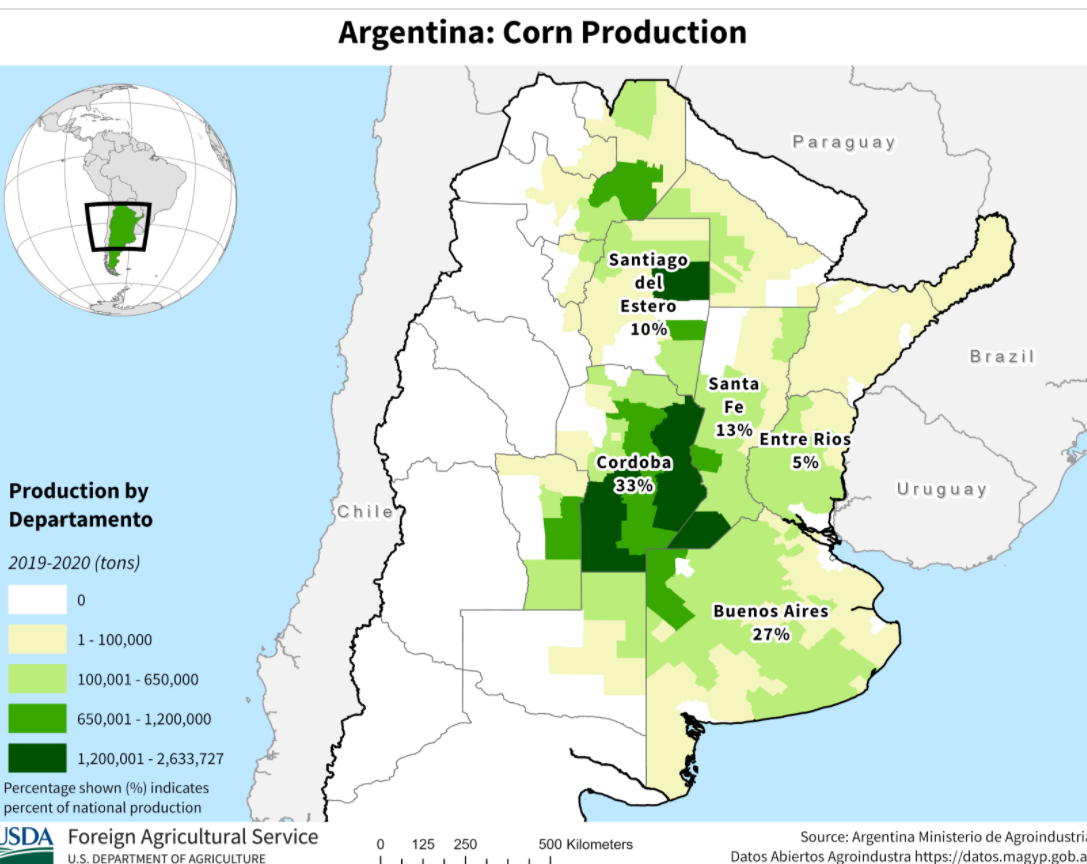 Argentina: Corn Production
Paraguay
Santiago
del
Estero
10%
Brazil
Santa
Fe
13%
Entre Rios
5%
Cordoba
33%
Uruguay
Chile
Buenos Aires
27%
Production by
Departamento
2019-2020 (tons)
0
1 - 100,000
100,001 - 650,000
650,001 - 1,200,000
1,200,001 - 2,633,727
Percentage shown (%) indicates
percent of national production
USDA
Foreign Agricultural Service
U.S. DEPARTMENT OF AGRICULTURE
0 125 250 500 Kilometers
Source: Argentina Ministerio de Agroindustria
Datos Abiertos Agroindustra https://datos.magyp.gob.a